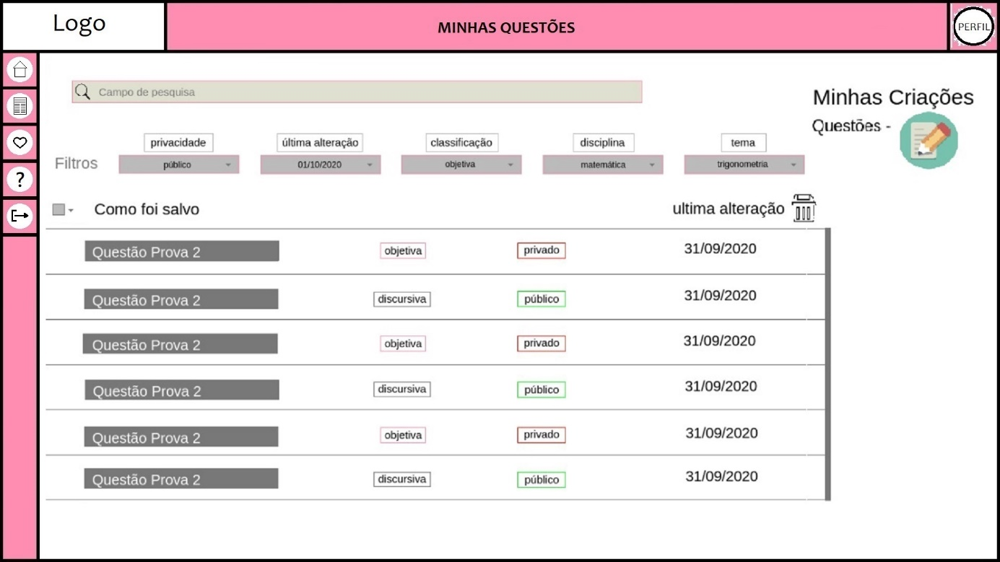 Logo
MINHAS QUESTÕES
PERFIL
Campo de pesquisa
Minhas Criações
Questões -
privacidade última alteração classificação disciplina tema
Filtros público 01/10/2020 objetiva matemática trigonometria
?
Como foi salvo ultima alteração
Questão Prova 2 objetiva privado 31/09/2020
Questão Prova 2 discursiva público 31/09/2020
Questão Prova 2 objetiva privado 31/09/2020
Questão Prova 2 discursiva público 31/09/2020
Questão Prova 2 objetiva privado 31/09/2020
Questão Prova 2 discursiva público 31/09/2020